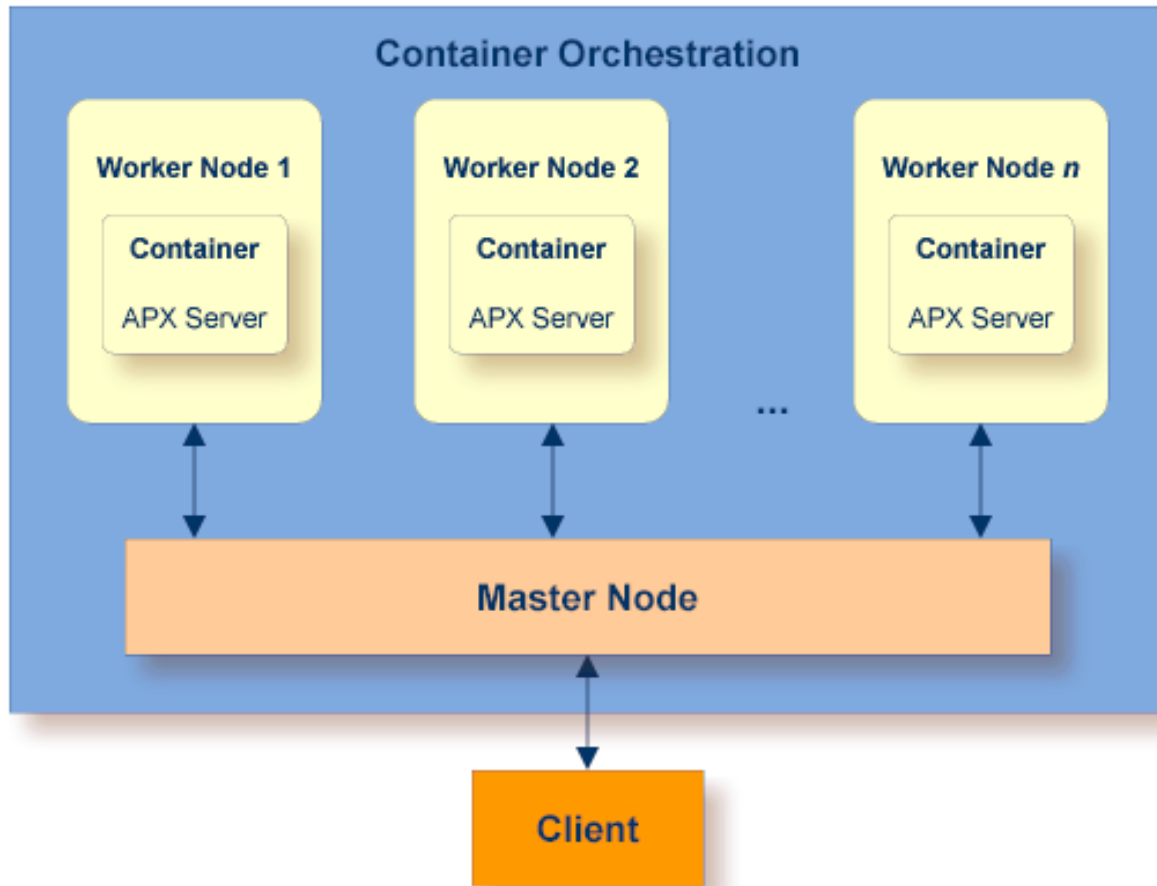 Container Orchestration
Worker Node 1
Container
APX Server
Worker Node 2
Container
APX Server
...
Worker Node n
Container
APX Server
Master Node
Client